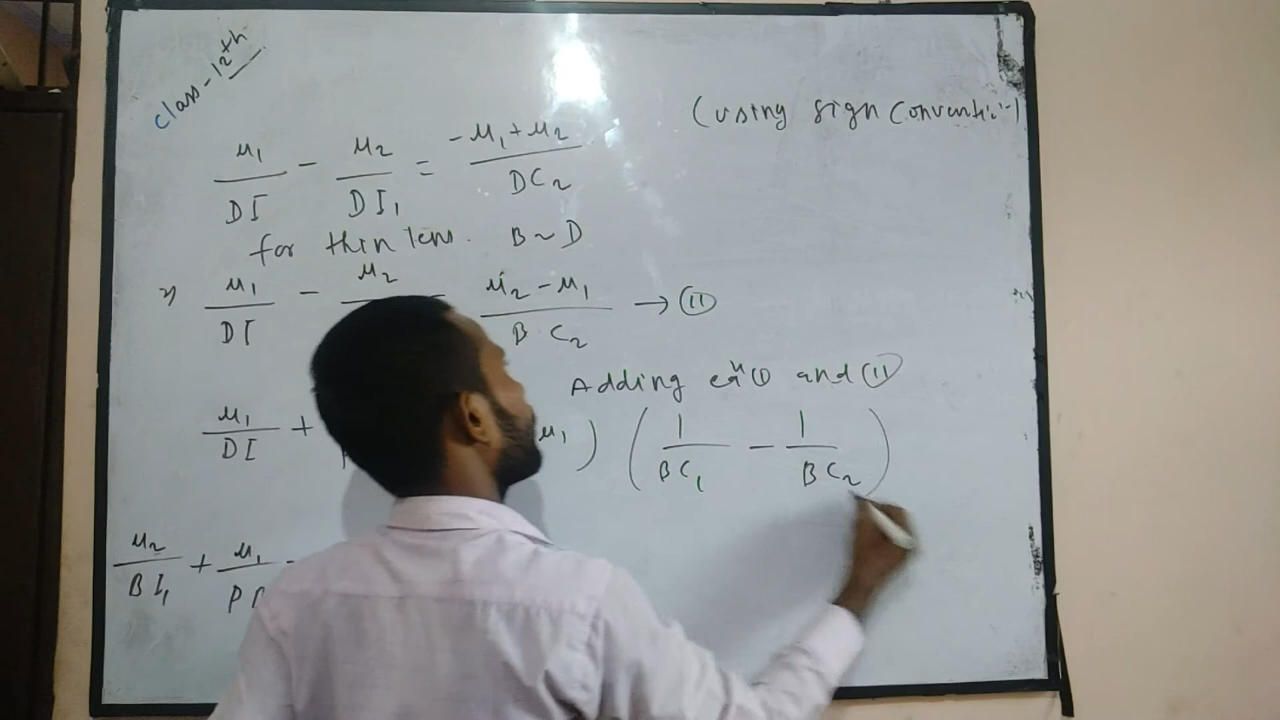 class-12th
(using sign convention)
μ₁/DI - μ₂/DI₁ = -μ₁+μ₂/DC₂
for thin lens. B~D
⇒ μ₁/DI - μ₂ μ₂-μ₁/BC₂ → (II)
Adding eqⁿ (I) and (II)
μ₁/DI + μ₁) (1/BC₁ - 1/BC₂)
μ₂/BI₁ + μ₁